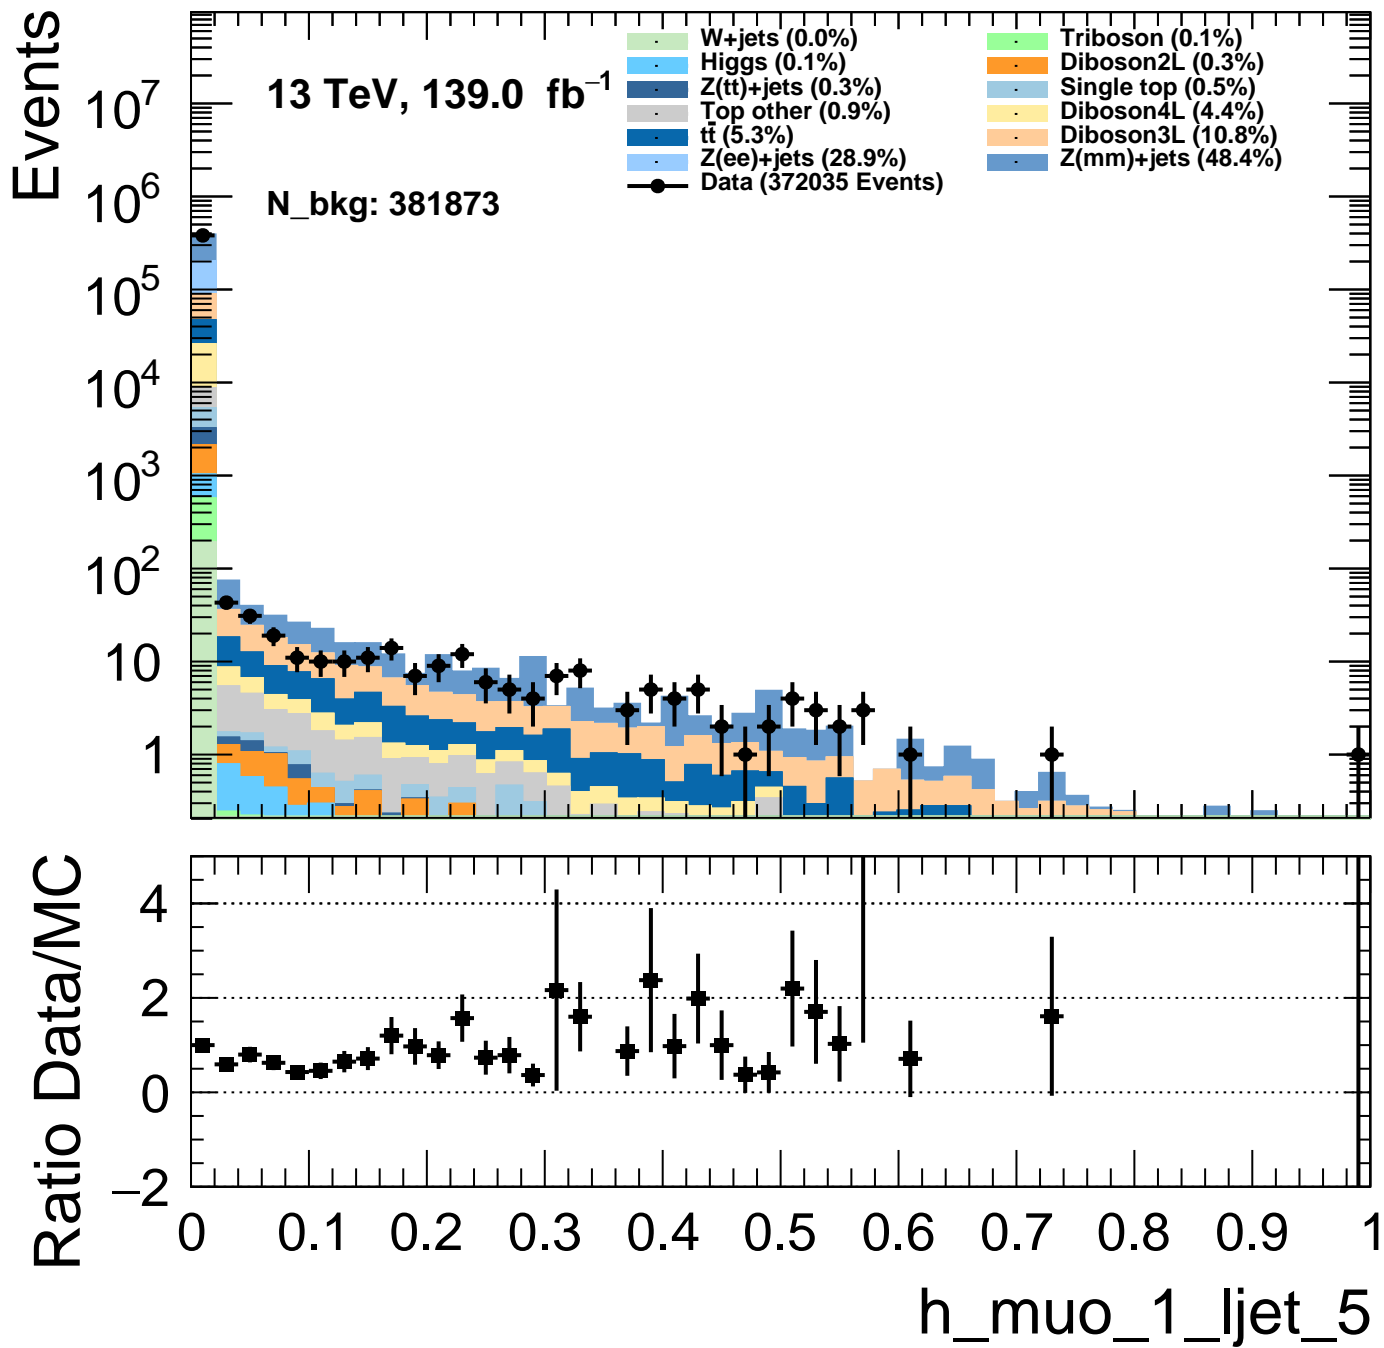 Events
10⁷
10⁶
10⁵
10⁴
10³
10²
10
1
13 TeV, 139.0 fb⁻¹
N_bkg: 381873
W+jets (0.0%)
Higgs (0.1%)
Z(tt)+jets (0.3%)
Top other (0.9%)
tt̄ (5.3%)
Z(ee)+jets (28.9%)
Data (372035 Events)
Triboson (0.1%)
Diboson2L (0.3%)
Single top (0.5%)
Diboson4L (4.4%)
Diboson3L (10.8%)
Z(mm)+jets (48.4%)
Ratio Data/MC
4
2
0
−2
0 0.1 0.2 0.3 0.4 0.5 0.6 0.7 0.8 0.9 1
h_muo_1_ljet_5